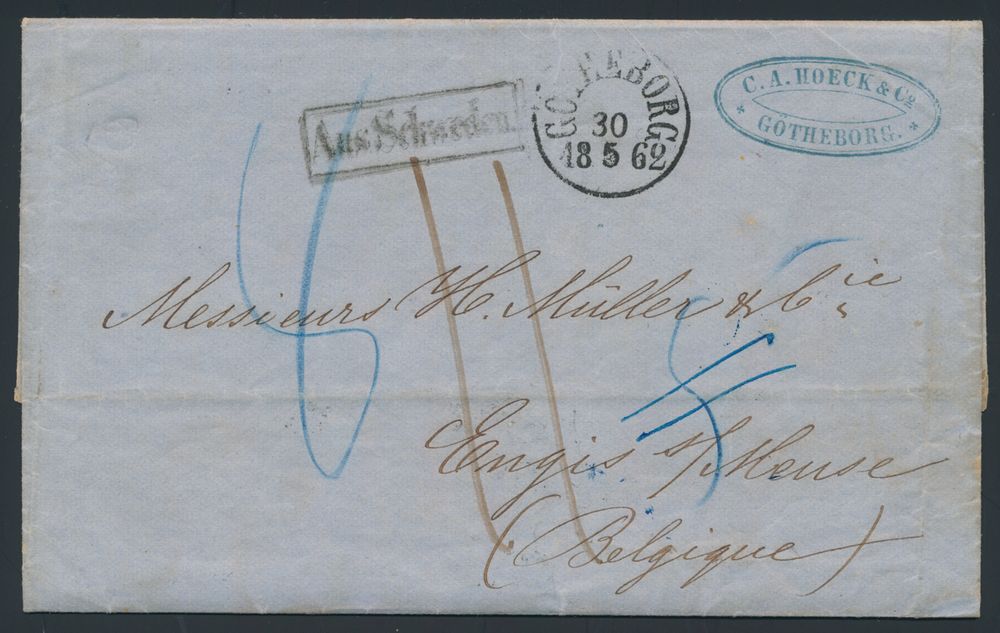 Aus Schweden.
GÖTHEBORG
30
18 5 62
C. A. HOECK & Cº
* GÖTHEBORG. *
Messieurs H. Müller & Cie
Engis s/Meuse
(Belgique)